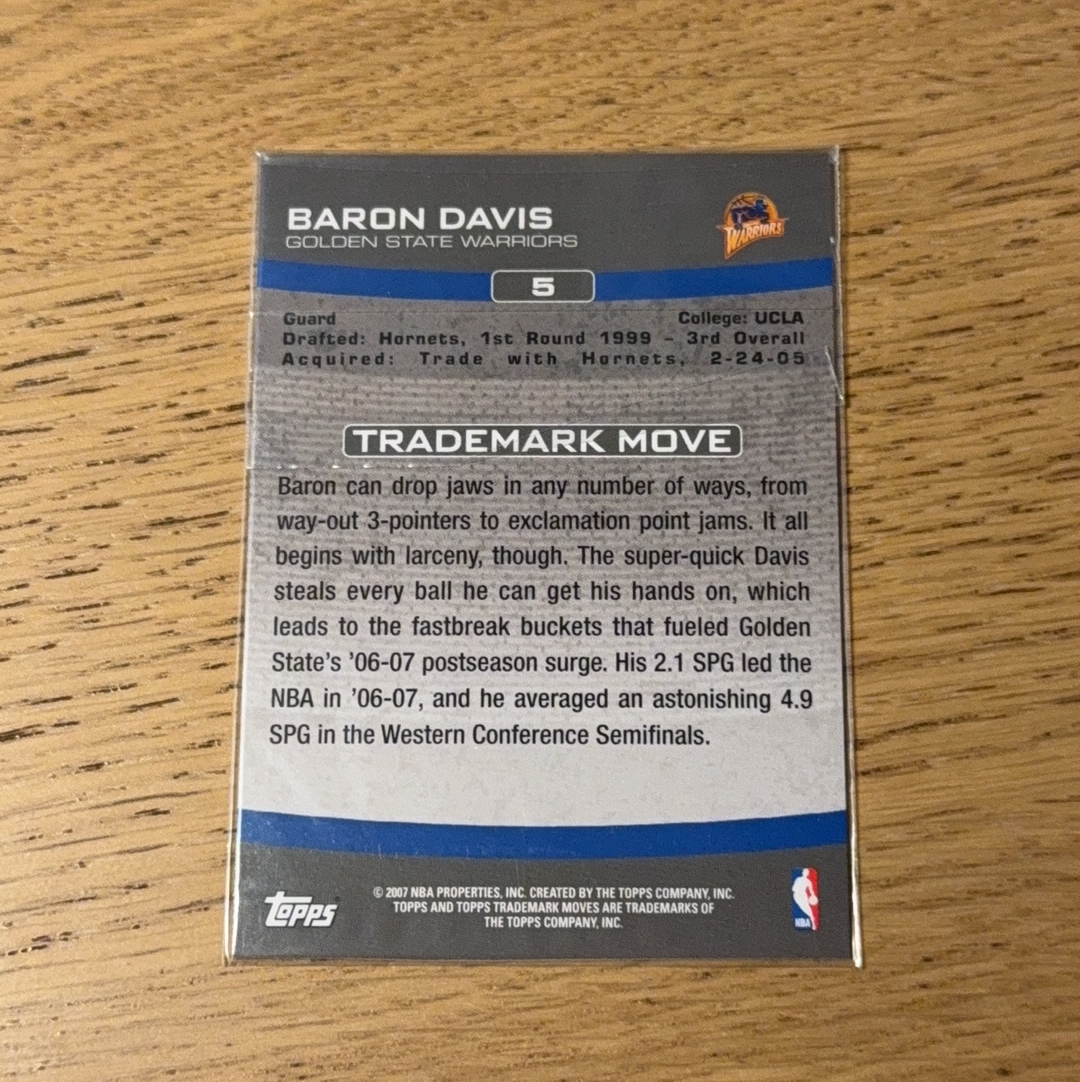 BARON DAVIS
GOLDEN STATE WARRIORS
WARRIORS
5
Guard College: UCLA
Drafted: Hornets, 1st Round 1999 – 3rd Overall
Acquired: Trade with Hornets, 2-24-05
TRADEMARK MOVE
Baron can drop jaws in any number of ways, from
way-out 3-pointers to exclamation point jams. It all
begins with larceny, though. The super-quick Davis
steals every ball he can get his hands on, which
leads to the fastbreak buckets that fueled Golden
State's '06-07 postseason surge. His 2.1 SPG led the
NBA in '06-07, and he averaged an astonishing 4.9
SPG in the Western Conference Semifinals.
topps
© 2007 NBA PROPERTIES, INC. CREATED BY THE TOPPS COMPANY, INC.
TOPPS AND TOPPS TRADEMARK MOVES ARE TRADEMARKS OF
THE TOPPS COMPANY, INC.
NBA